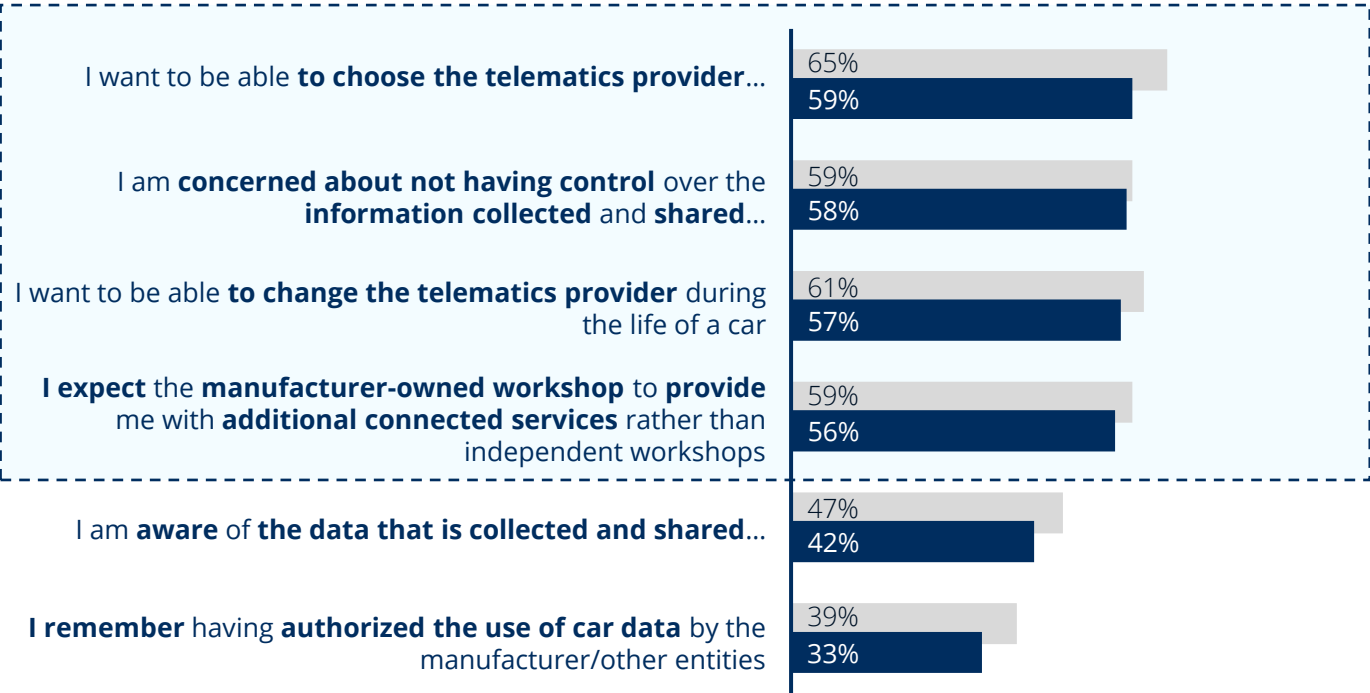 I want to be able to choose the telematics provider...
65%
59%
I am concerned about not having control over the
information collected and shared...
59%
58%
I want to be able to change the telematics provider during
the life of a car
61%
57%
I expect the manufacturer-owned workshop to provide
me with additional connected services rather than
independent workshops
59%
56%
I am aware of the data that is collected and shared...
47%
42%
I remember having authorized the use of car data by the
manufacturer/other entities
39%
33%